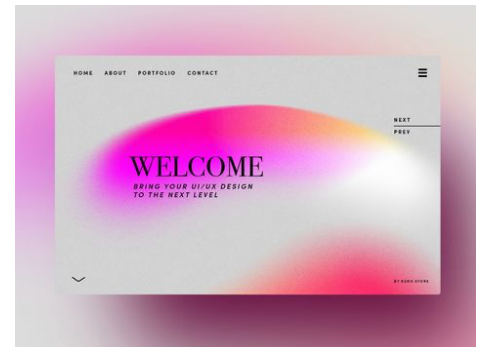 HOME ABOUT PORTFOLIO CONTACT
NEXT
PREV
WELCOME
BRING YOUR UI/UX DESIGN
TO THE NEXT LEVEL